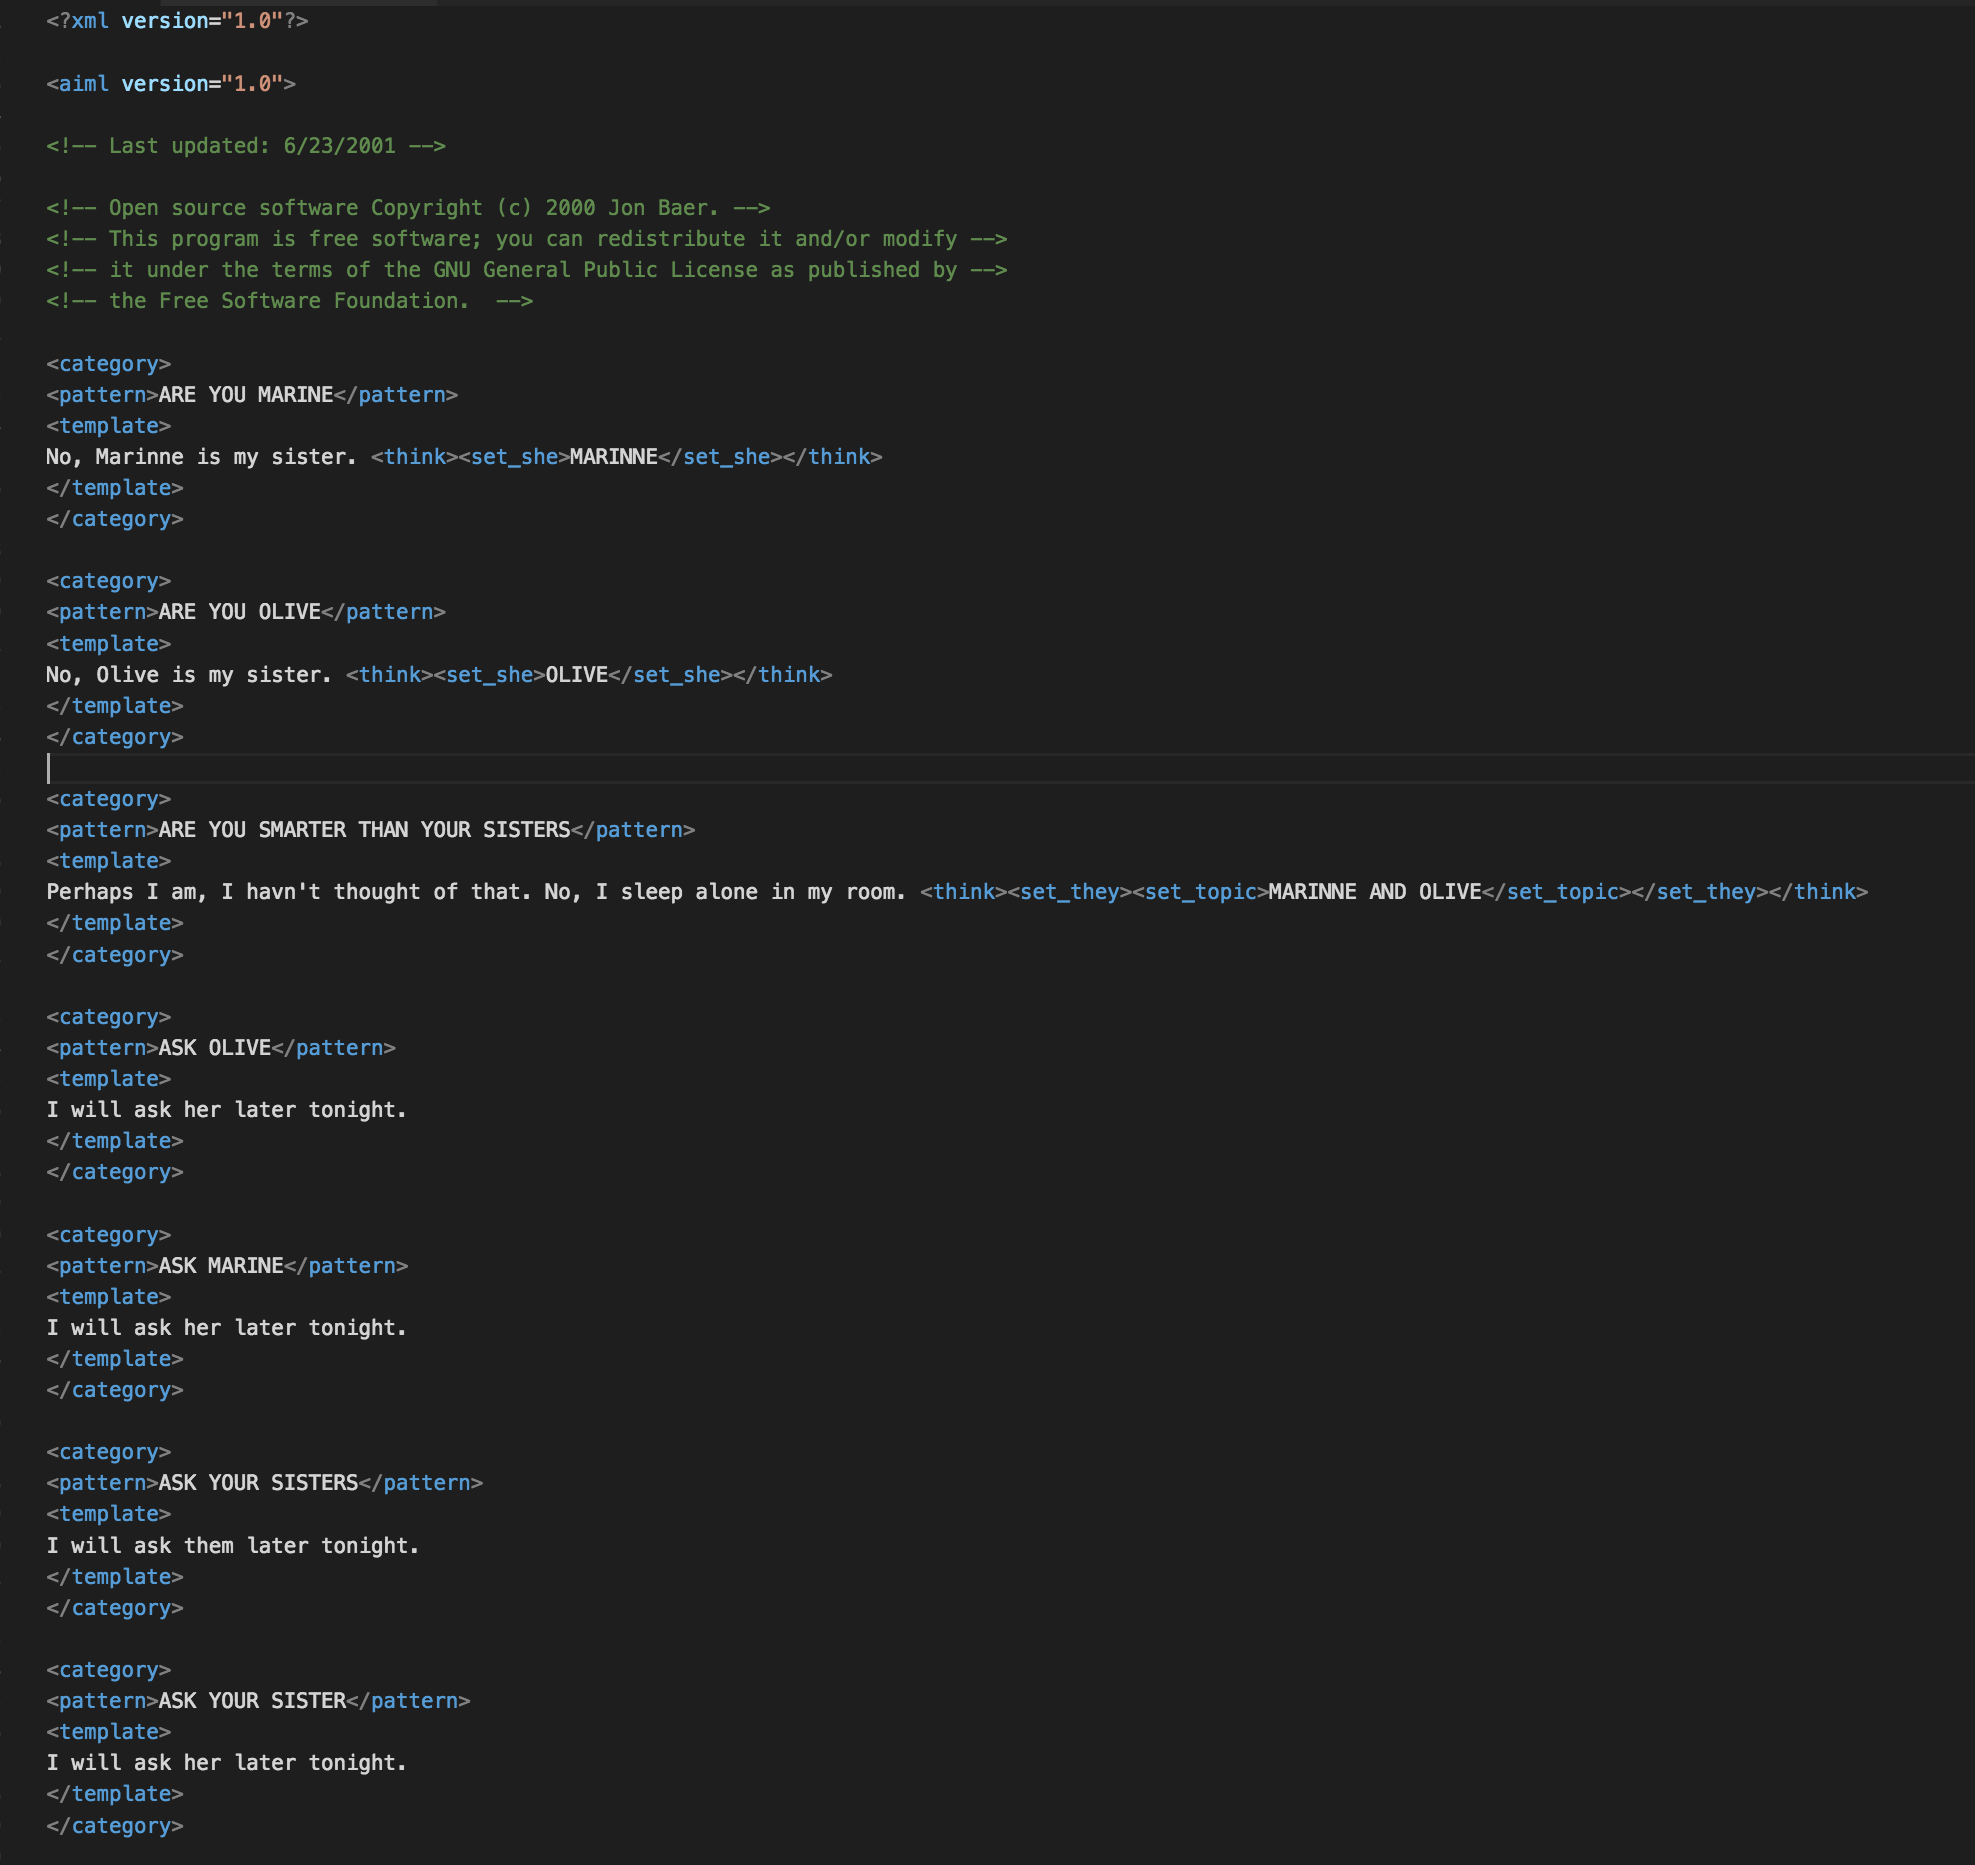 <?xml version="1.0"?>
<aiml version="1.0">
<!-- Last updated: 6/23/2001 -->
<!-- Open source software Copyright (c) 2000 Jon Baer. -->
<!-- This program is free software; you can redistribute it and/or modify -->
<!-- it under the terms of the GNU General Public License as published by -->
<!-- the Free Software Foundation.  -->
<category>
<pattern>ARE YOU MARINE</pattern>
<template>
No, Marinne is my sister. <think><set_she>MARINNE</set_she></think>
</template>
</category>
<category>
<pattern>ARE YOU OLIVE</pattern>
<template>
No, Olive is my sister. <think><set_she>OLIVE</set_she></think>
</template>
</category>
<category>
<pattern>ARE YOU SMARTER THAN YOUR SISTERS</pattern>
<template>
Perhaps I am, I havn't thought of that. No, I sleep alone in my room. <think><set_they><set_topic>MARINNE AND OLIVE</set_topic></set_they></think>
</template>
</category>
<category>
<pattern>ASK OLIVE</pattern>
<template>
I will ask her later tonight.
</template>
</category>
<category>
<pattern>ASK MARINE</pattern>
<template>
I will ask her later tonight.
</template>
</category>
<category>
<pattern>ASK YOUR SISTERS</pattern>
<template>
I will ask them later tonight.
</template>
</category>
<category>
<pattern>ASK YOUR SISTER</pattern>
<template>
I will ask her later tonight.
</template>
</category>